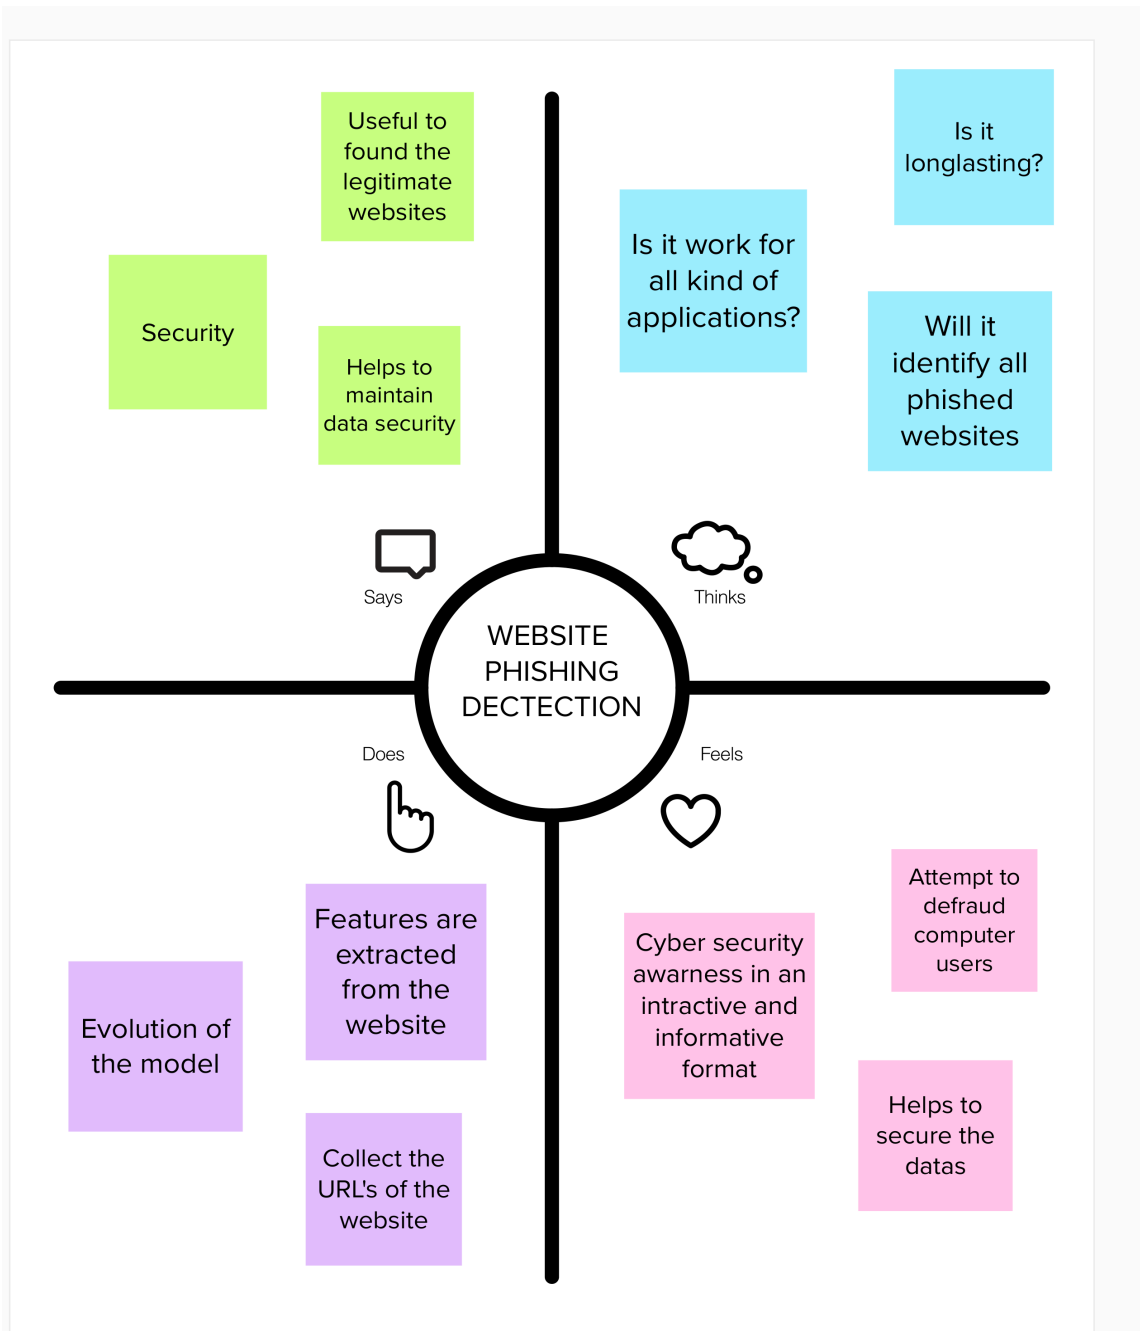 Useful to
found the
legitimate
websites
Security
Helps to
maintain
data security
Says
Is it
longlasting?
Is it work for
all kind of
applications?
Will it
identify all
phished
websites
Thinks
WEBSITE
PHISHING
DECTECTION
Does
Features are
extracted
from the
website
Evolution of
the model
Collect the
URL's of the
website
Feels
Attempt to
defraud
computer
users
Cyber security
awarness in an
intractive and
informative
format
Helps to
secure the
datas